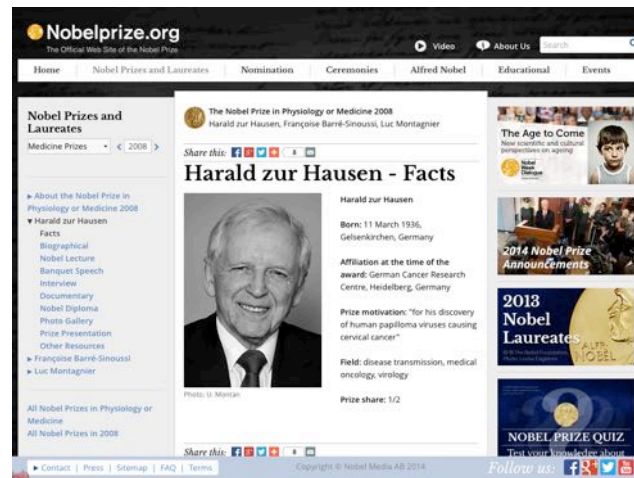 Nobelprize.org
The Official Web Site of the Nobel Prize
Video
About Us
Search
Home
Nobel Prizes and Laureates
Nomination
Ceremonies
Alfred Nobel
Educational
Events
Nobel Prizes and
Laureates
Medicine Prizes
< 2008 >
About the Nobel Prize in
Physiology or Medicine 2008
Harald zur Hausen
Facts
Biographical
Nobel Lecture
Banquet Speech
Interview
Documentary
Nobel Diploma
Photo Gallery
Prize Presentation
Other Resources
Françoise Barré-Sinoussi
Luc Montagnier
All Nobel Prizes in Physiology or
Medicine
All Nobel Prizes in 2008
The Nobel Prize in Physiology or Medicine 2008
Harald zur Hausen, Françoise Barré-Sinoussi, Luc Montagnier
Share this:
Harald zur Hausen - Facts
Photo: U. Montan
Harald zur Hausen
Born: 11 March 1936,
Gelsenkirchen, Germany
Affiliation at the time of the
award: German Cancer Research
Centre, Heidelberg, Germany
Prize motivation: "for his discovery
of human papilloma viruses causing
cervical cancer"
Field: disease transmission, medical
oncology, virology
Prize share: 1/2
Share this:
The Age to Come
New scientific and cultural
perspectives on ageing
Nobel
Week
Dialogue
2014 Nobel Prize
Announcements
2013
Nobel
Laureates
ALFR.
NOBEL
NOBEL PRIZE QUIZ
Test your knowledge about
Contact | Press | Sitemap | FAQ | Terms
Copyright © Nobel Media AB 2014
Follow us: